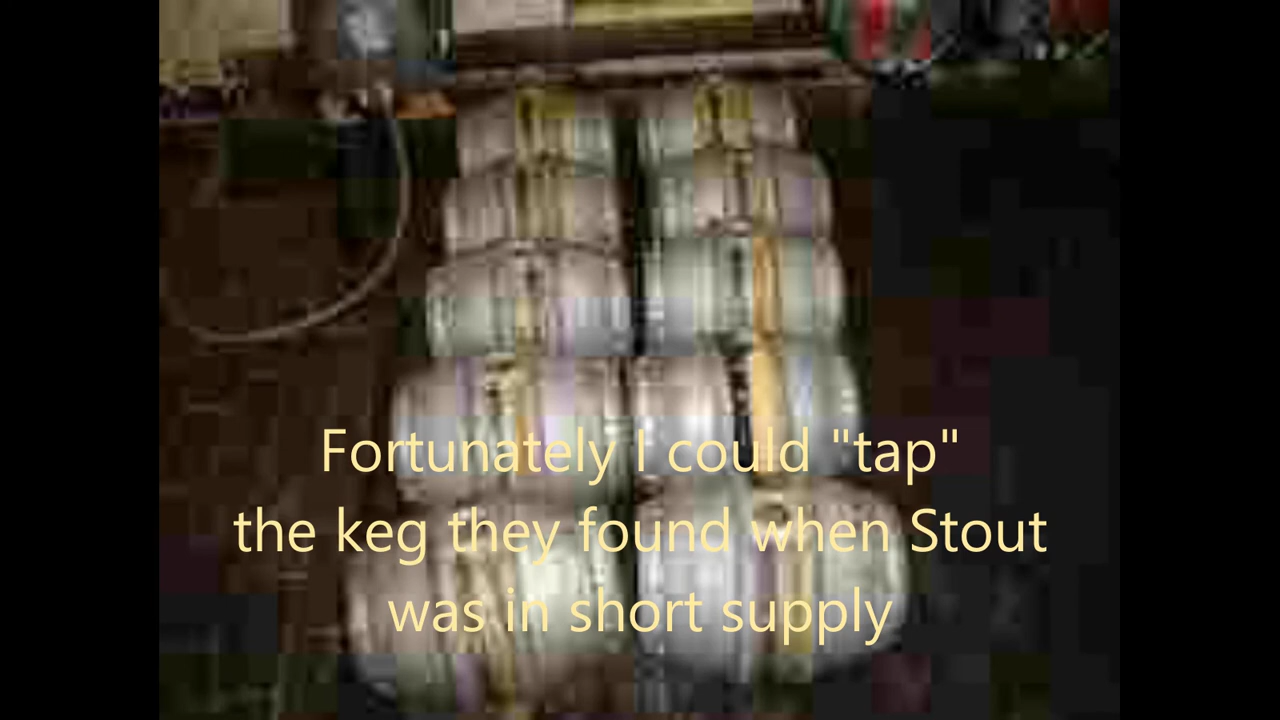 Fortunately I could "tap"
the keg they found when Stout
was in short supply